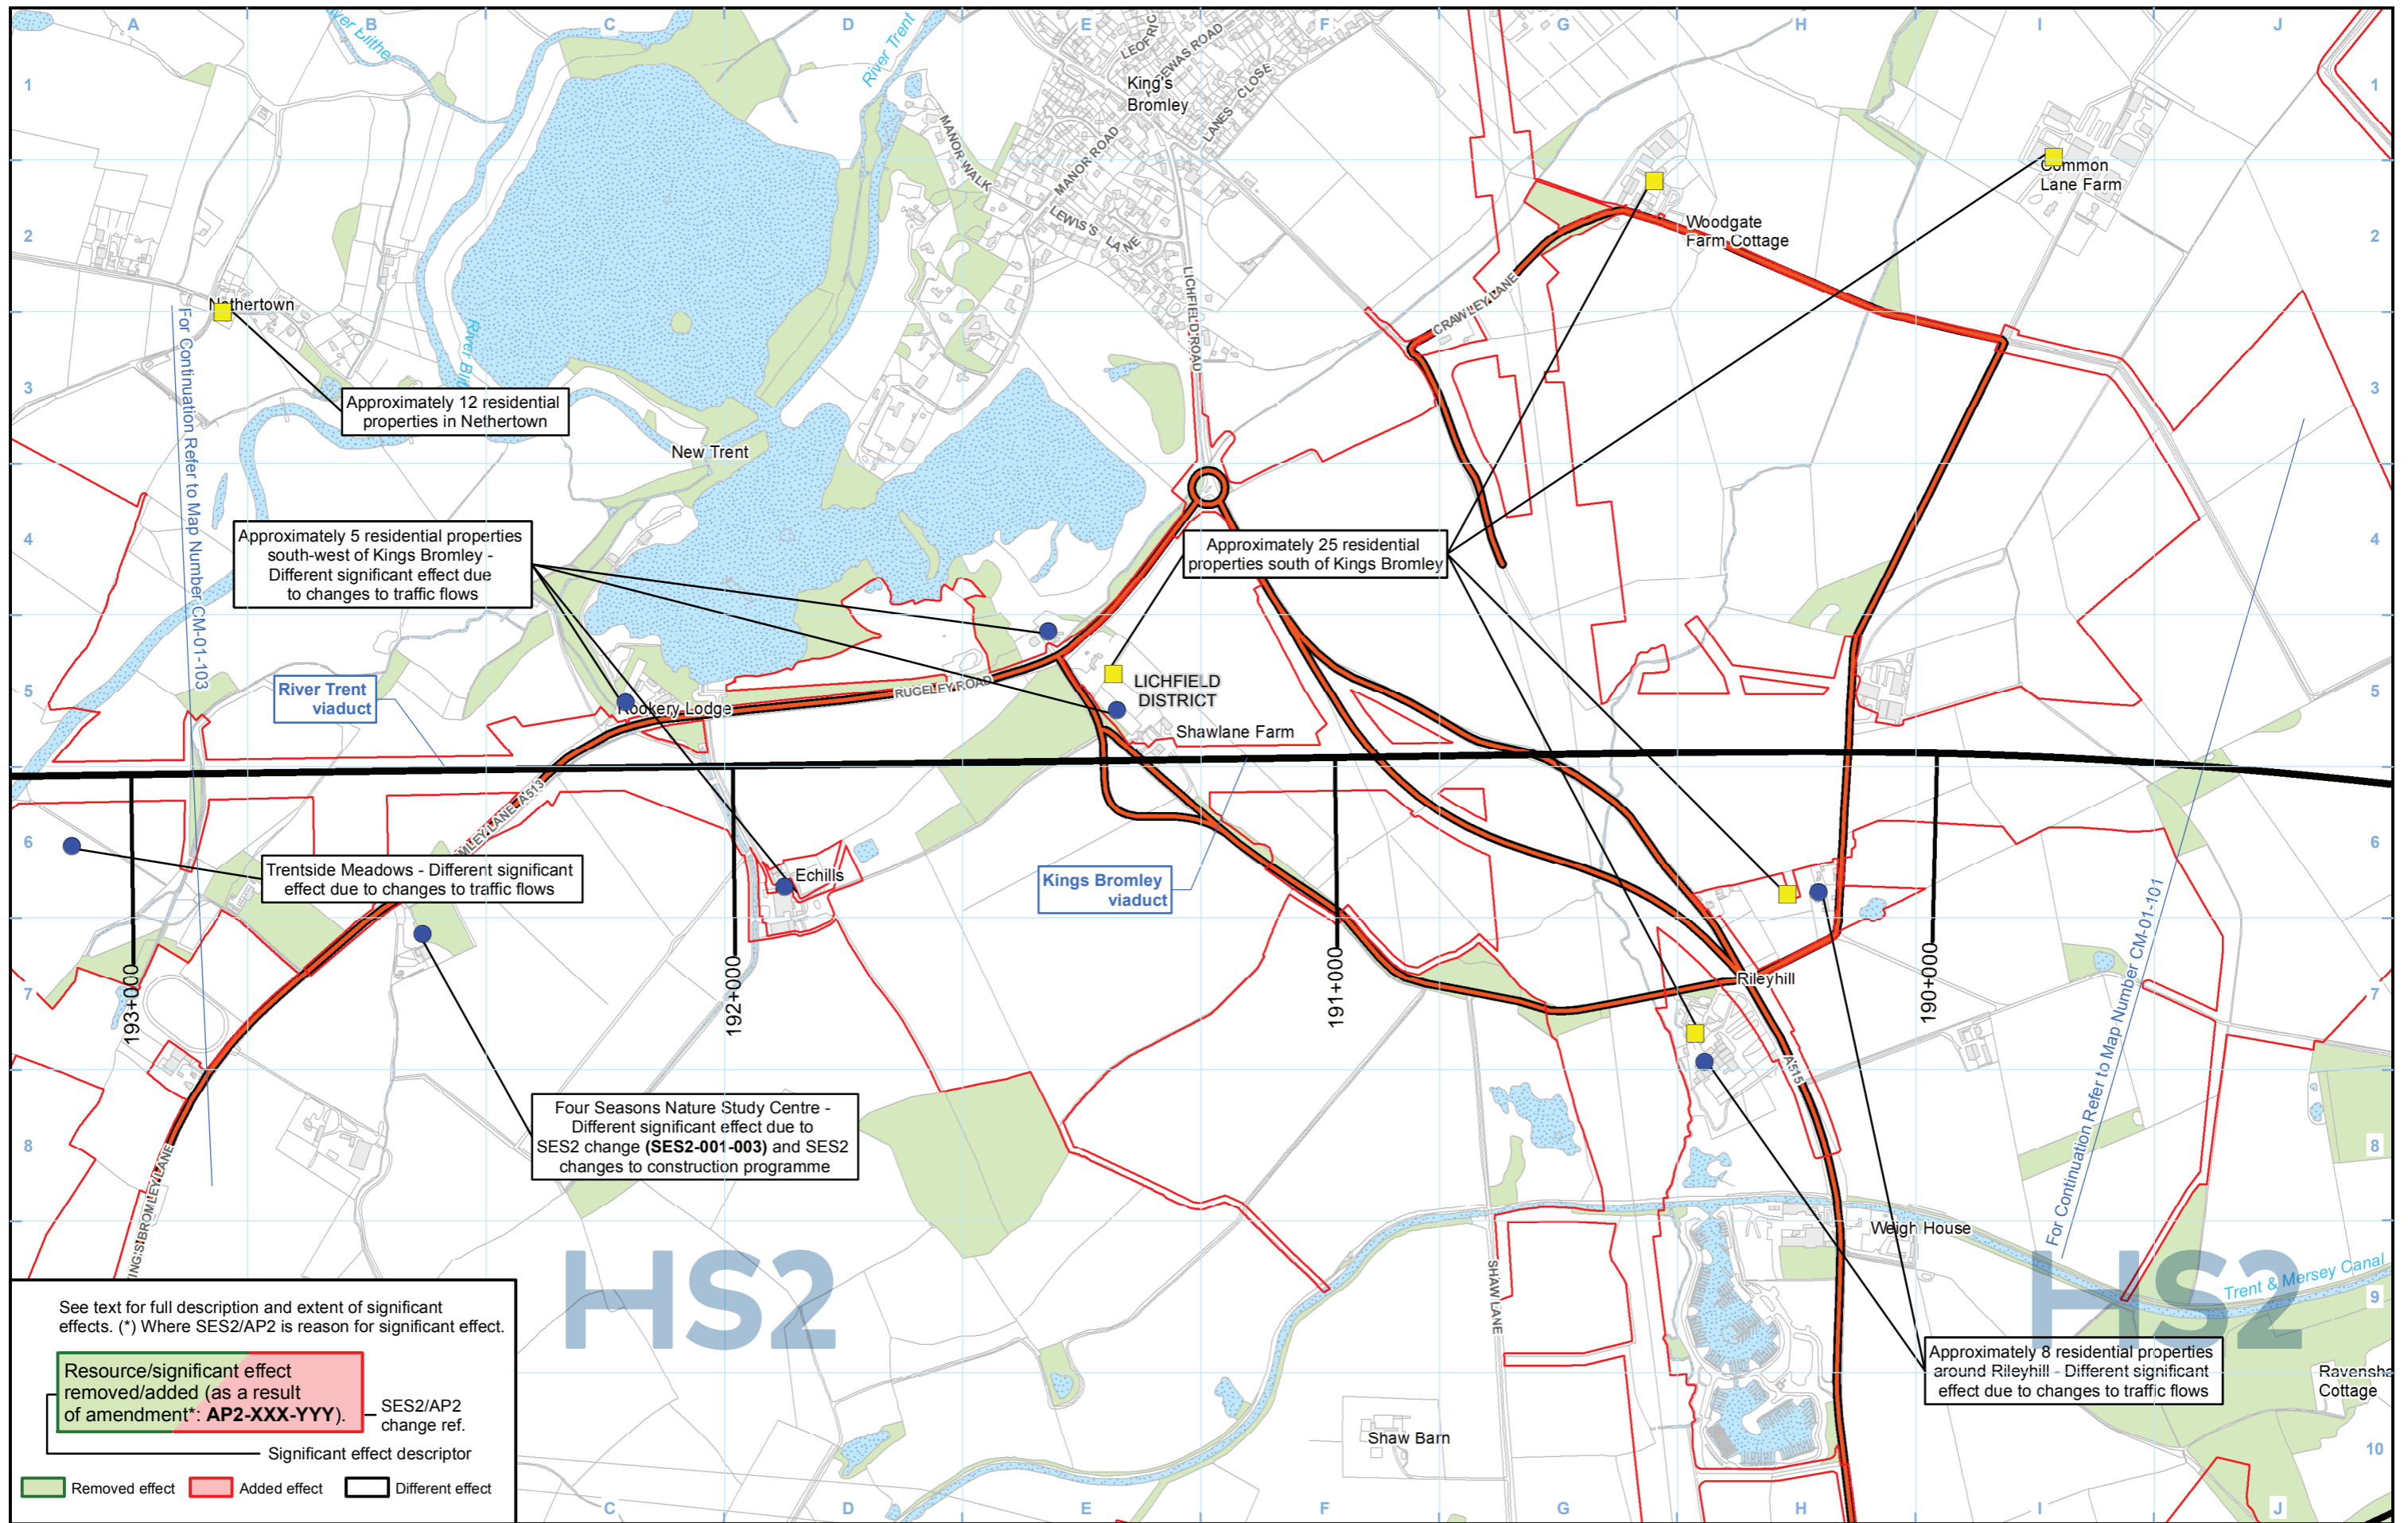 A
B
C
D
E
F
G
H
I
J
1
2
3
4
5
6
7
8
1
2
3
4
5
6
7
8
9
10
C
D
E
F
G
H
I
J
River Trent
King's
Bromley
MANOR WALK
MANOR ROAD
LANES CLOSE
LEWIS'S LANE
LICHFIELD ROAD
Common
Lane Farm
Woodgate
Farm Cottage
CRAWLEY LANE
Nethertown
For Continuation Refer to Map Number CM-01-103
Approximately 12 residential
properties in Nethertown
New Trent
Approximately 5 residential properties
south-west of Kings Bromley -
Different significant effect due
to changes to traffic flows
Approximately 25 residential
properties south of Kings Bromley
River Trent
viaduct
Rookery Lodge
RUGELEY ROAD
LICHFIELD
DISTRICT
Shawlane Farm
A513
Trentside Meadows - Different significant
effect due to changes to traffic flows
Echills
Kings Bromley
viaduct
193+000
192+000
191+000
190+000
Rileyhill
A515
For Continuation Refer to Map Number CM-01-101
Four Seasons Nature Study Centre -
Different significant effect due to
SES2 change (SES2-001-003) and SES2
changes to construction programme
Weigh House
Trent & Mersey Canal
SHAW LANE
HS2
HS2
Approximately 8 residential properties
around Rileyhill - Different significant
effect due to changes to traffic flows
Cottage
Shaw Barn
See text for full description and extent of significant
effects. (*) Where SES2/AP2 is reason for significant effect.
Resource/significant effect
removed/added (as a result
of amendment*: AP2-XXX-YYY).
SES2/AP2
change ref.
Significant effect descriptor
Removed effect
Added effect
Different effect